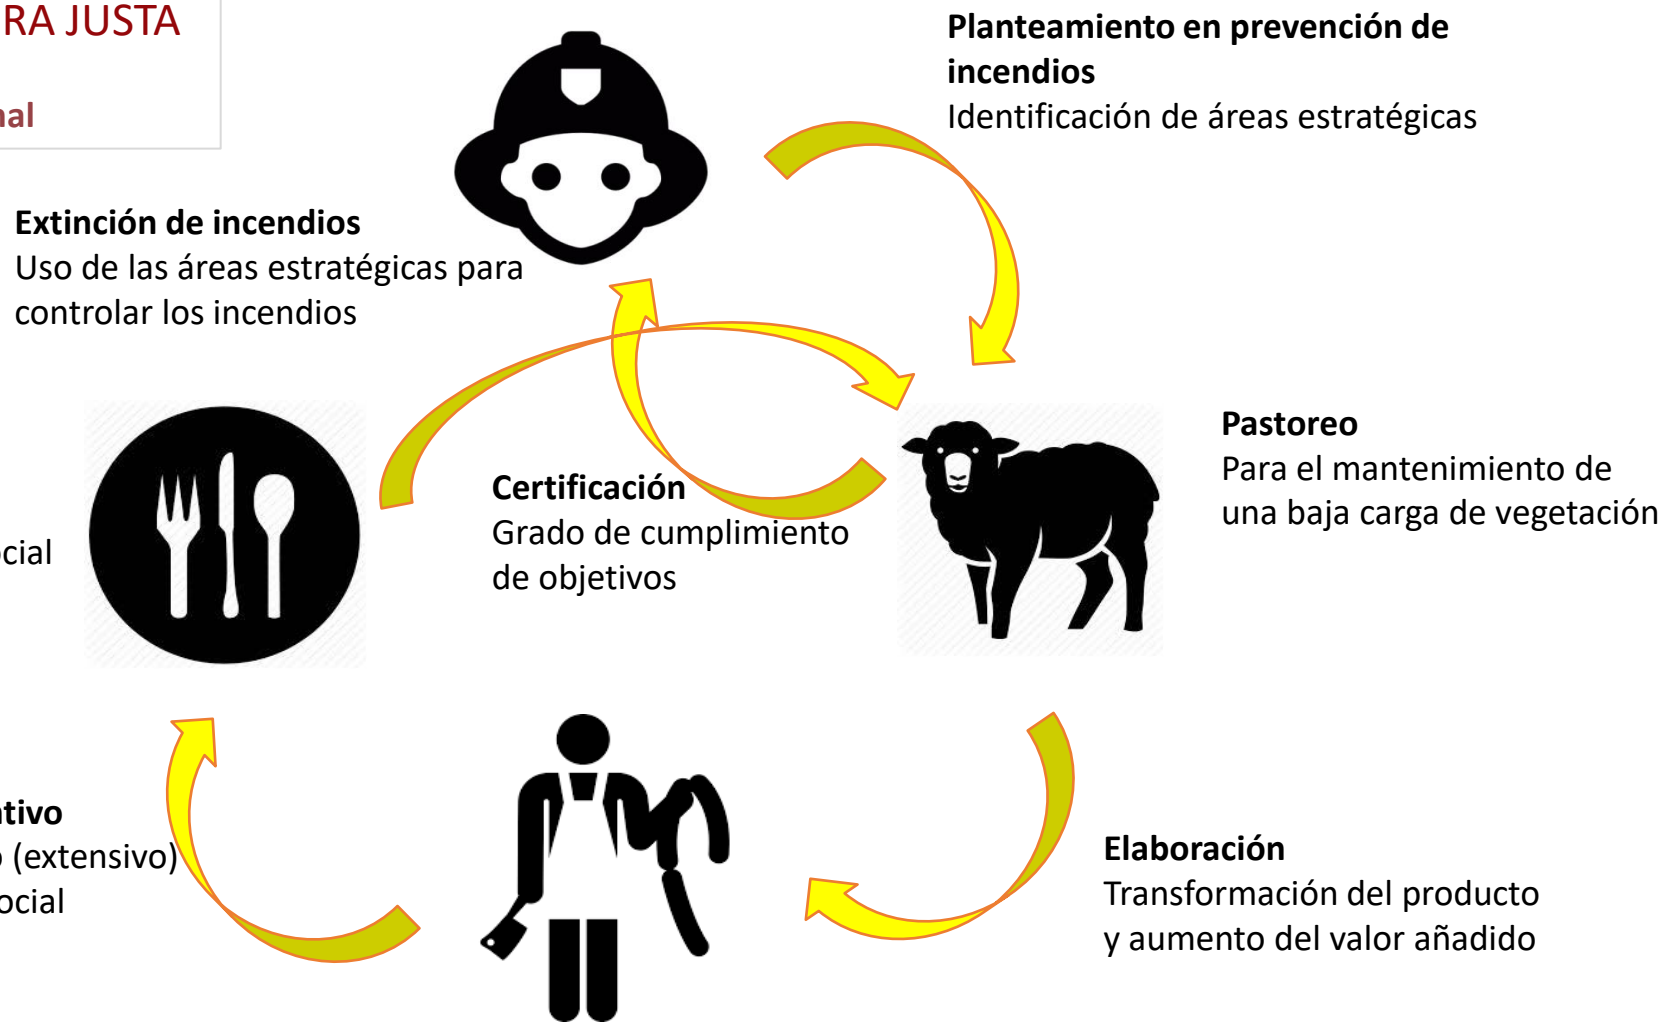 RA JUSTA
nal
Planteamiento en prevención de
incendios
Identificación de áreas estratégicas
Extinción de incendios
Uso de las áreas estratégicas para
controlar los incendios
Pastoreo
Para el mantenimiento de
una baja carga de vegetación
Certificación
Grado de cumplimiento
de objetivos
ocial
ativo
o (extensivo)
ocial
Elaboración
Transformación del producto
y aumento del valor añadido